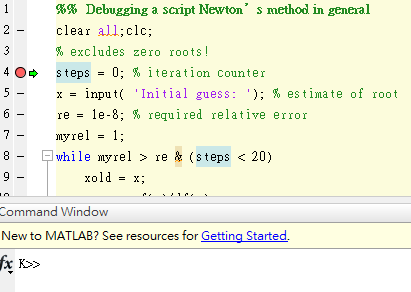 1 %% Debugging a script Newton's method in general
2 – clear all;clc;
3 % excludes zero roots!
4 steps = 0; % iteration counter
5 – x = input( 'Initial guess: '); % estimate of root
6 – re = 1e-8; % required relative error
7 – myrel = 1;
8 – while myrel > re & (steps < 20)
9 – xold = x;
Command Window
New to MATLAB? See resources for Getting Started.
fx K>>